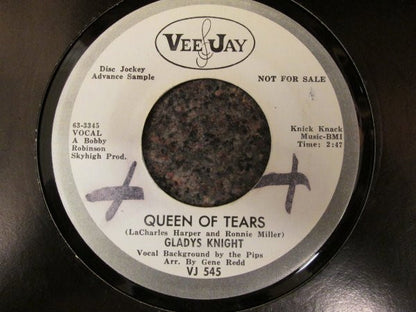 VEE JAY
Disc Jockey
Advance Sample
NOT FOR SALE
63-3345
VOCAL
A Bobby
Robinson
Skyhigh Prod.
Knick Knack
Music-BMI
Time: 2:47
QUEEN OF TEARS
(LaCharles Harper and Ronnie Miller)
GLADYS KNIGHT
Vocal Background by the Pips
Arr. By Gene Redd
VJ 545